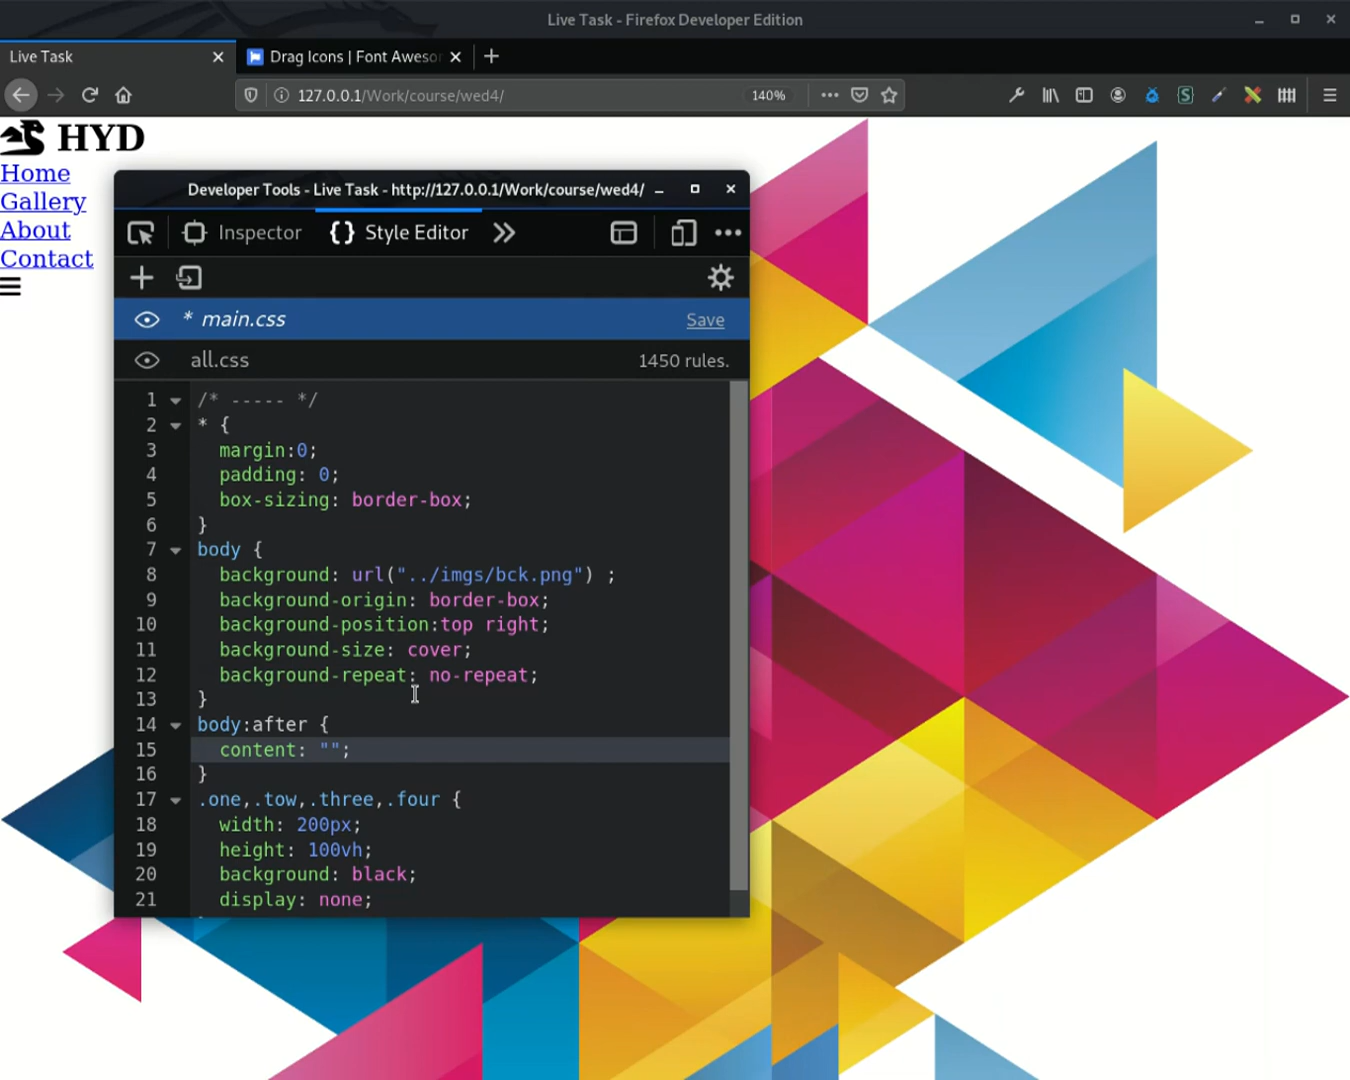 Live Task - Firefox Developer Edition
Live Task
Drag Icons | Font Aweso
127.0.0.1/Work/course/wed4/
140%
HYD
Home
Gallery
About
Contact
Developer Tools - Live Task - http://127.0.0.1/Work/course/wed4/
Inspector
{} Style Editor
* main.css
Save
all.css
1450 rules.
1 /* ----- */
2 * {
3 margin:0;
4 padding: 0;
5 box-sizing: border-box;
6 }
7 body {
8 background: url("../imgs/bck.png") ;
9 background-origin: border-box;
10 background-position:top right;
11 background-size: cover;
12 background-repeat: no-repeat;
13 }
14 body:after {
15 content: "";
16 }
17 .one,.tow,.three,.four {
18 width: 200px;
19 height: 100vh;
20 background: black;
21 display: none;